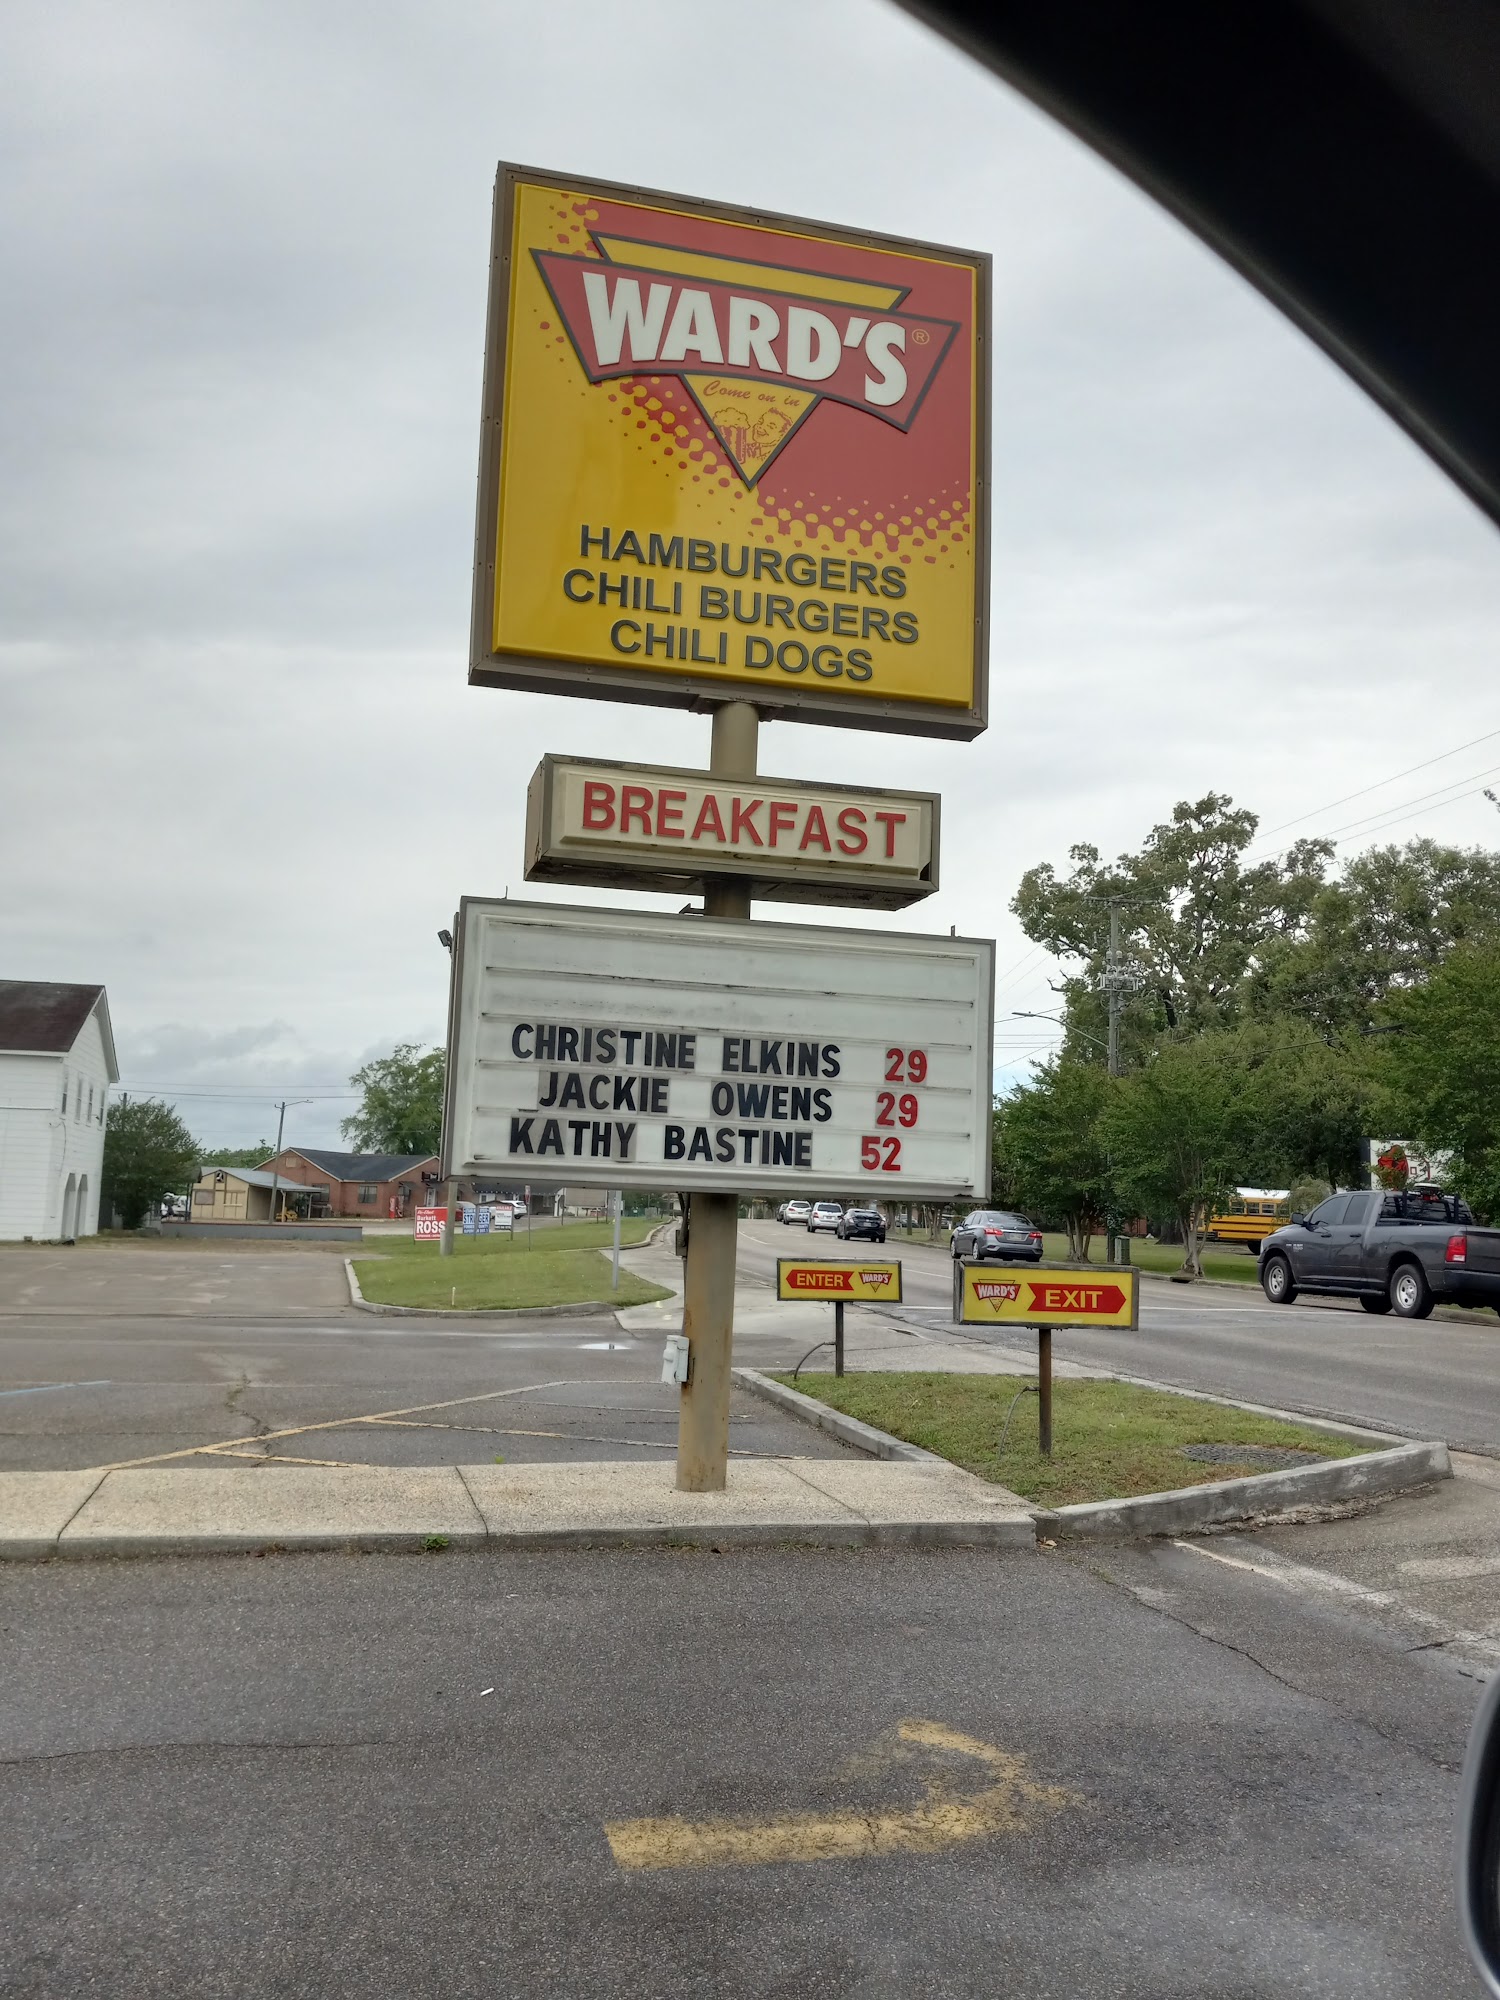 WARD'S®
Come on in
HAMBURGERS
CHILI BURGERS
CHILI DOGS
BREAKFAST
CHRISTINE ELKINS 29
JACKIE OWENS 29
KATHY BASTINE 52
ROSS
ENTER WARD'S
WARD'S EXIT